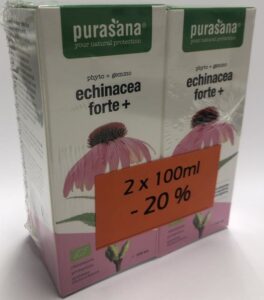 purasana
your natural protection
phyto + gemmo
echinacea
forte +
purasana
your natural protection
phyto + gemmo
echinacea
forte +
2 x 100ml
- 20 %